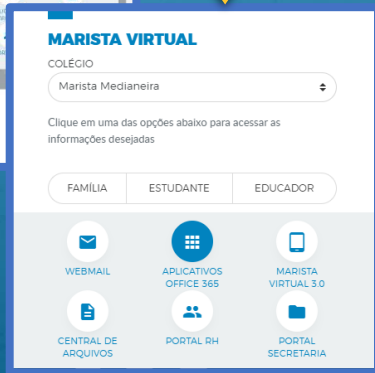 MARISTA VIRTUAL
COLÉGIO
Marista Medianeira
Clique em uma das opções abaixo para acessar as
informações desejadas
FAMÍLIA ESTUDANTE EDUCADOR
WEBMAIL
APLICATIVOS
OFFICE 365
MARISTA
VIRTUAL 3.0
CENTRAL DE
ARQUIVOS
PORTAL RH
PORTAL
SECRETARIA